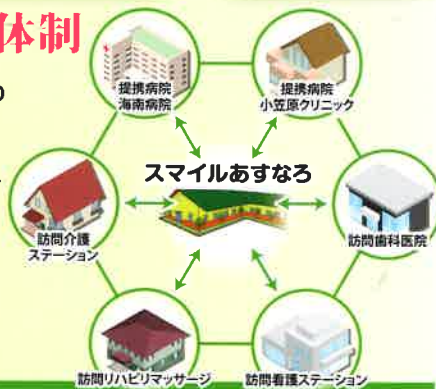 体制
の
提携病院
海南病院
提携病院
小笠原クリニック
スマイルあすなろ
訪問介護
ステーション
訪問歯科医院
訪問リハビリマッサージ
訪問看護ステーション